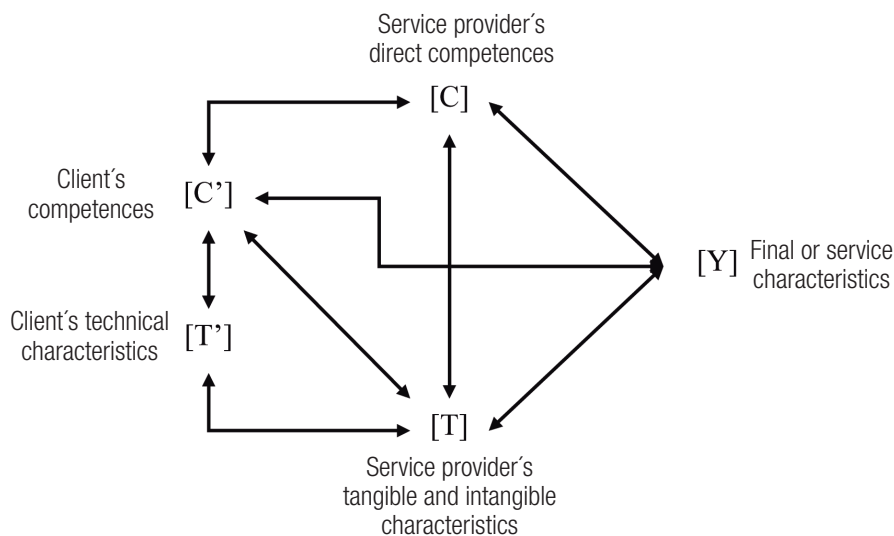 Service provider´s
direct competences
[C]
Client´s
competences
[C’]
[Y]
Final or service
characteristics
Client´s technical
characteristics
[T’]
[T]
Service provider´s
tangible and intangible
characteristics